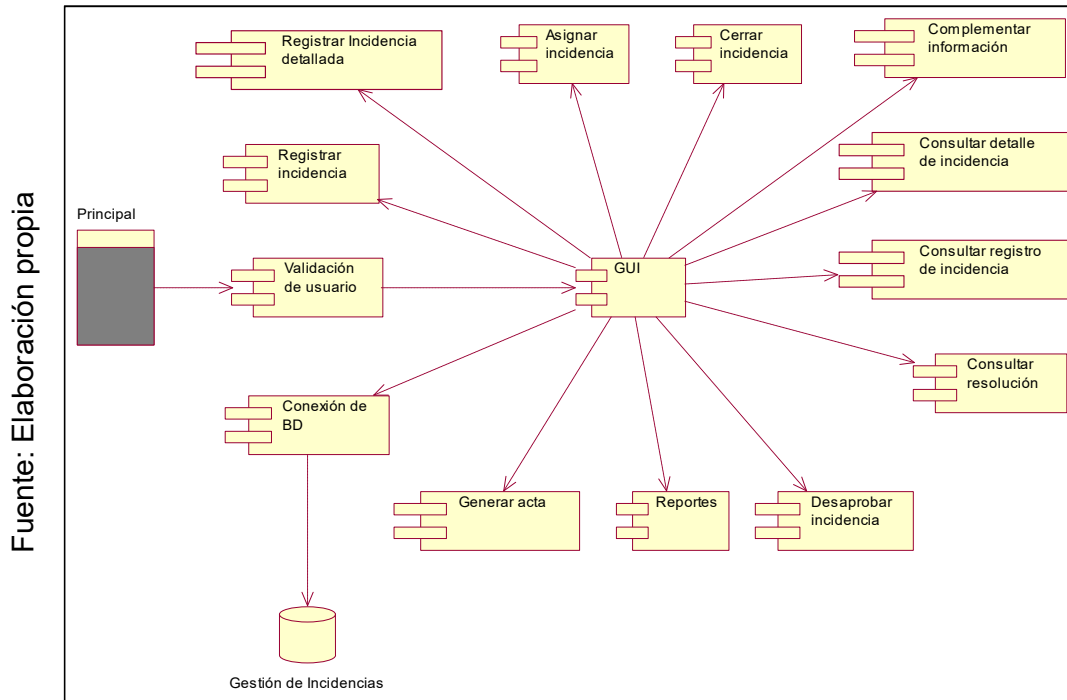 Fuente: Elaboración propia
Registrar Incidencia
detallada
Asignar
incidencia
Cerrar
incidencia
Complementar
información
Registrar
incidencia
Consultar detalle
de incidencia
Principal
Validación
de usuario
GUI
Consultar registro
de incidencia
Consultar
resolución
Conexión de
BD
Generar acta
Reportes
Desaprobar
incidencia
Gestión de Incidencias